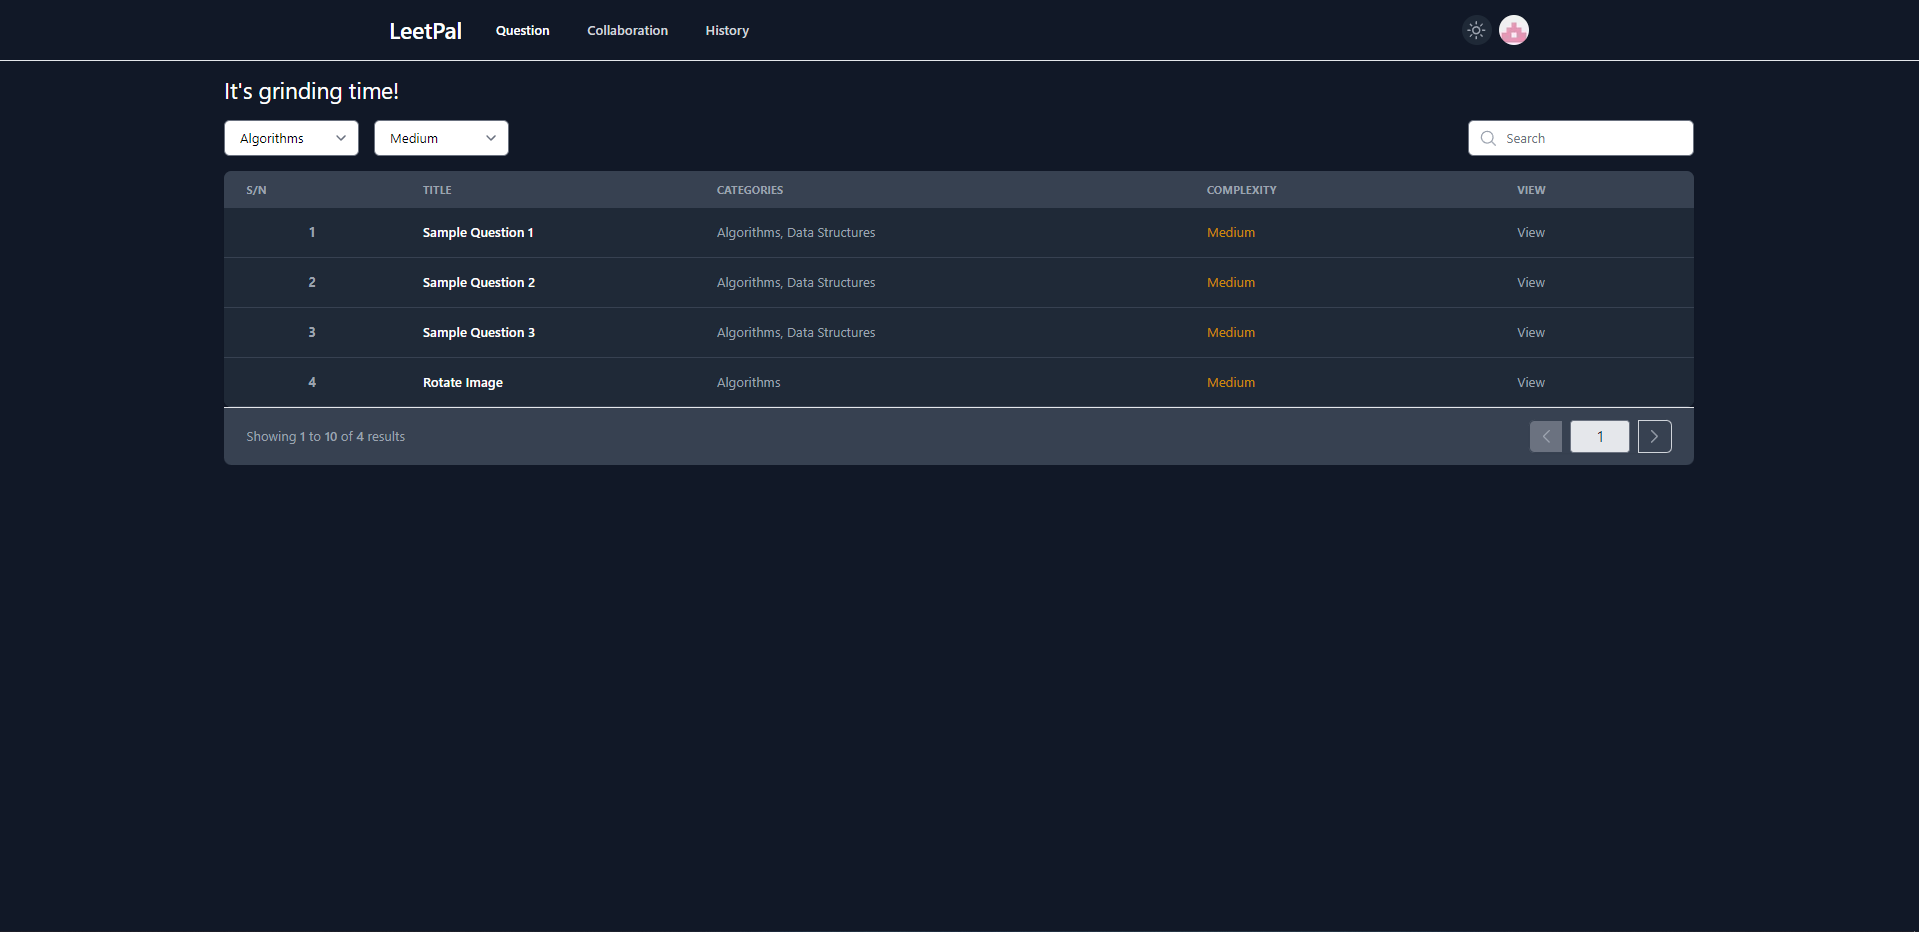 LeetPal Question Collaboration History
It's grinding time!
Algorithms Medium Search
S/N TITLE CATEGORIES COMPLEXITY VIEW
1 Sample Question 1 Algorithms, Data Structures Medium View
2 Sample Question 2 Algorithms, Data Structures Medium View
3 Sample Question 3 Algorithms, Data Structures Medium View
4 Rotate Image Algorithms Medium View
Showing 1 to 10 of 4 results 1